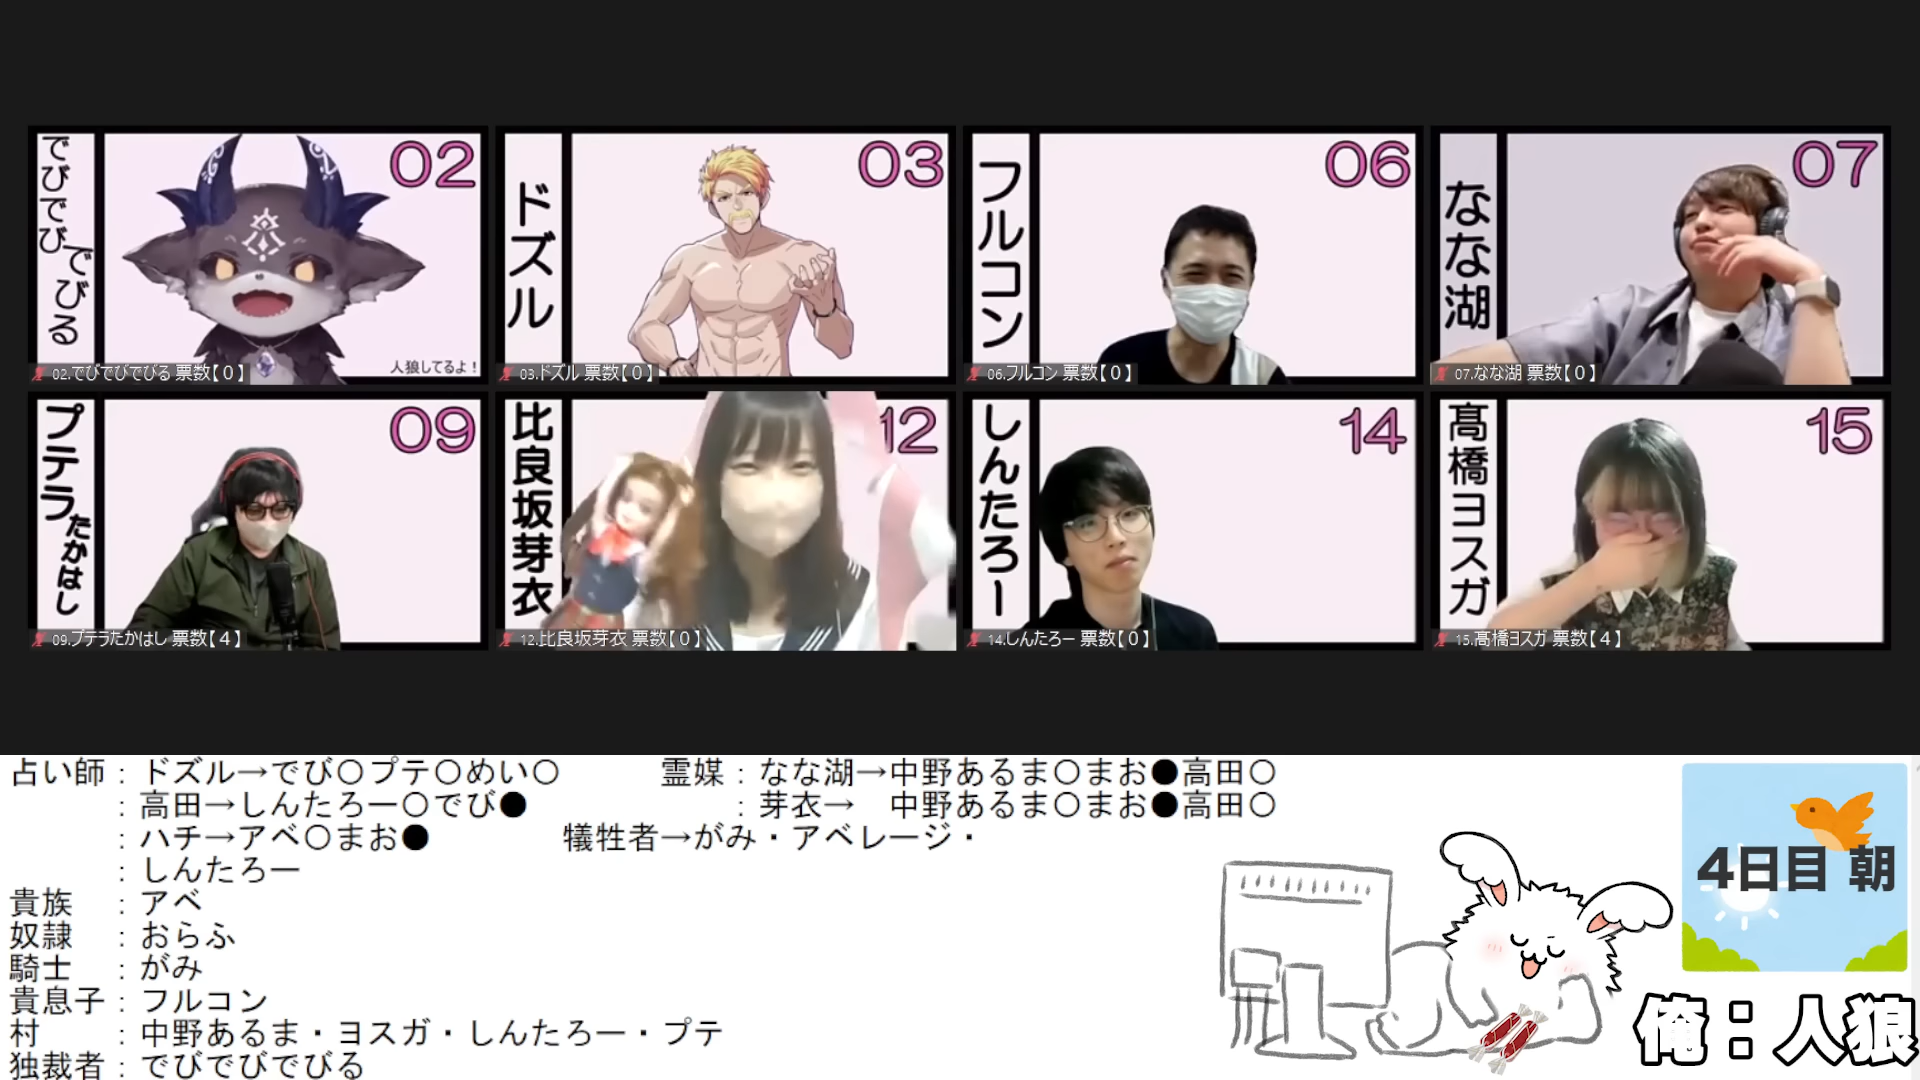 でびでびでびる
02
人狼してるよ！
02.でびでびでびる 票数【0】
ドズル
03
03.ドズル 票数【0】
フルコン
06
06.フルコン 票数【0】
なな湖
07
07.なな湖 票数【0】
プテラたかはし
09
09.プテラたかはし 票数【4】
比良坂芽衣
12
12.比良坂芽衣 票数【0】
しんたろー
14
14.しんたろー 票数【0】
髙橋ヨスガ
15
15.髙橋ヨスガ 票数【4】
占い師：ドズル→でび〇プテ〇めい〇
：高田→しんたろー〇でび●
：ハチ→アベ〇まお●
：しんたろー
貴族：アベ
奴隷：おらふ
騎士：がみ
貴息子：フルコン
村：中野あるま・ヨスガ・しんたろー・プテ
独裁者：でびでびでびる
霊媒：なな湖→中野あるま〇まお●高田〇
：芽衣→ 中野あるま〇まお●高田〇
犠牲者→がみ・アベレージ・
4日目 朝
俺：人狼